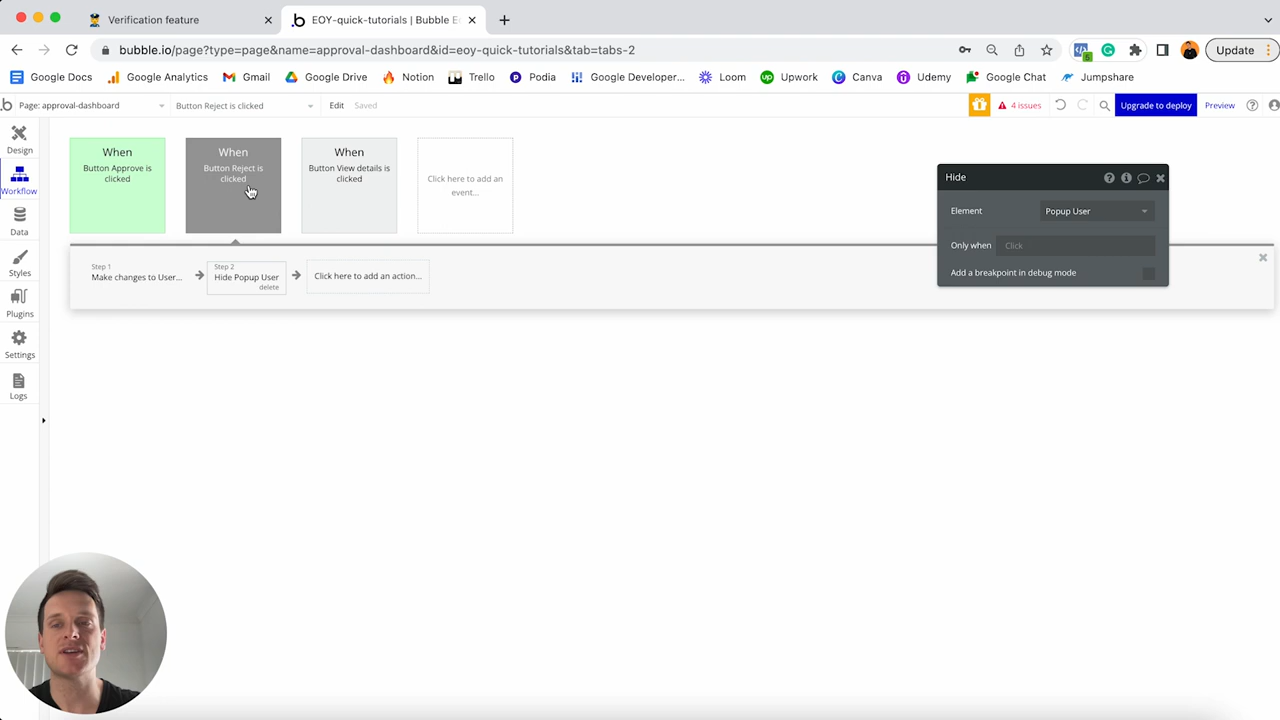 Verification feature
EOY-quick-tutorials | Bubble E
bubble.io/page?type=page&name=approval-dashboard&id=eoy-quick-tutorials&tab=tabs-2
5
Update
Google Docs
Google Analytics
Gmail
Google Drive
Notion
Trello
Podia
Google Developer...
Loom
Upwork
Canva
Udemy
Google Chat
Jumpshare
Page: approval-dashboard
Button Reject is clicked
Edit
Saved
4 issues
Upgrade to deploy
Preview
Design
Workflow
Data
Styles
Plugins
Settings
Logs
When
Button Approve is
clicked
When
Button Reject is
clicked
When
Button View details is
clicked
Click here to add an
event...
Step 1
Make changes to User...
Step 2
Hide Popup User
delete
Click here to add an action...
Hide
Element
Popup User
Only when
Click
Add a breakpoint in debug mode